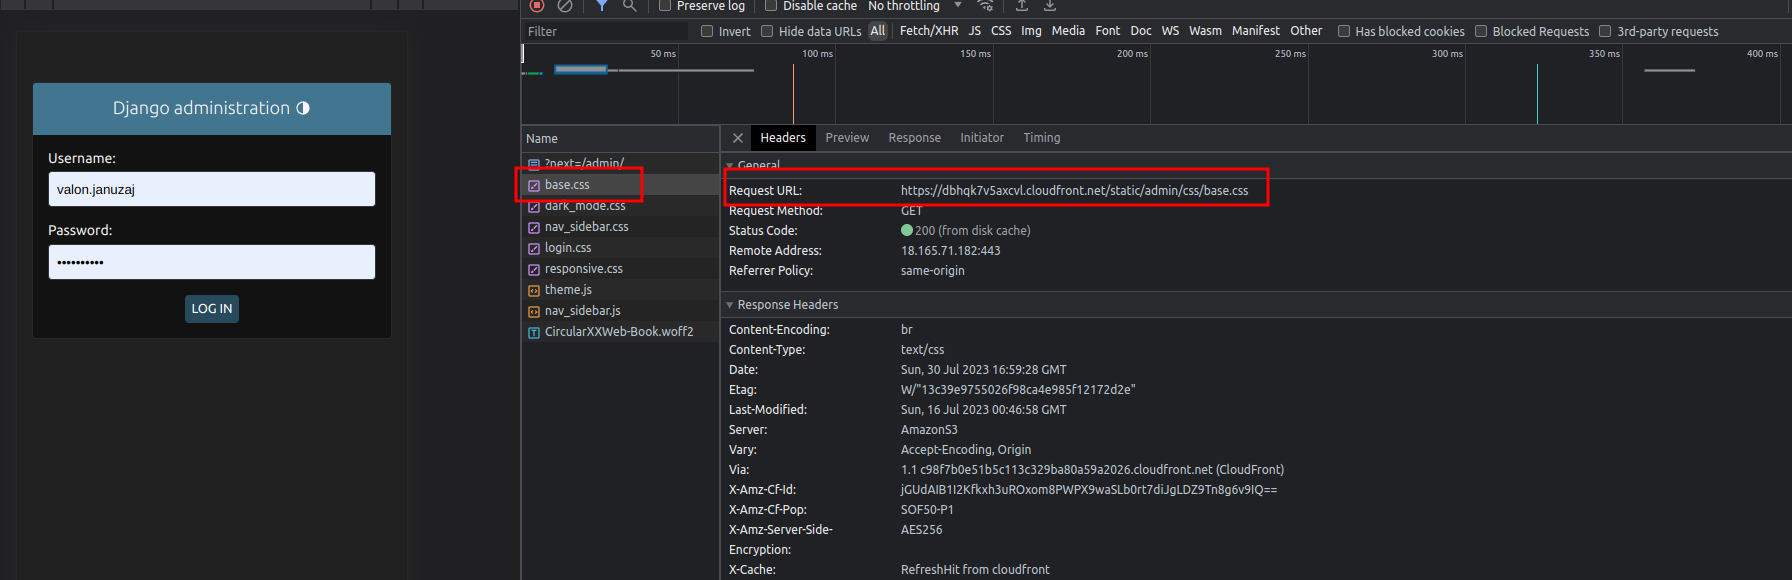 Preserve log Disable cache No throttling
Filter Invert Hide data URLs All Fetch/XHR JS CSS Img Media Font Doc WS Wasm Manifest Other Has blocked cookies Blocked Requests 3rd-party requests
50 ms 100 ms 150 ms 200 ms 250 ms 300 ms 350 ms 400 ms
Django administration
Username:
valon.januzaj
Password:
••••••••••
LOG IN
Name
?next=/admin/
base.css
dark_mode.css
nav_sidebar.css
login.css
responsive.css
theme.js
nav_sidebar.js
CircularXXWeb-Book.woff2
Headers Preview Response Initiator Timing
General
Request URL: https://dbhqk7v5axcvl.cloudfront.net/static/admin/css/base.css
Request Method: GET
Status Code: 200 (from disk cache)
Remote Address: 18.165.71.182:443
Referrer Policy: same-origin
Response Headers
Content-Encoding: br
Content-Type: text/css
Date: Sun, 30 Jul 2023 16:59:28 GMT
Etag: W/"13c39e9755026f98ca4e985f12172d2e"
Last-Modified: Sun, 16 Jul 2023 00:46:58 GMT
Server: AmazonS3
Vary: Accept-Encoding, Origin
Via: 1.1 c98f7b0e51b5c113c329ba80a59a2026.cloudfront.net (CloudFront)
X-Amz-Cf-Id: jGUdAIB1I2Kfkxh3uROxom8PWPX9waSLb0rt7diJgLDZ9Tn8g6v9IQ==
X-Amz-Cf-Pop: SOF50-P1
X-Amz-Server-Side- AES256
Encryption:
X-Cache: RefreshHit from cloudfront